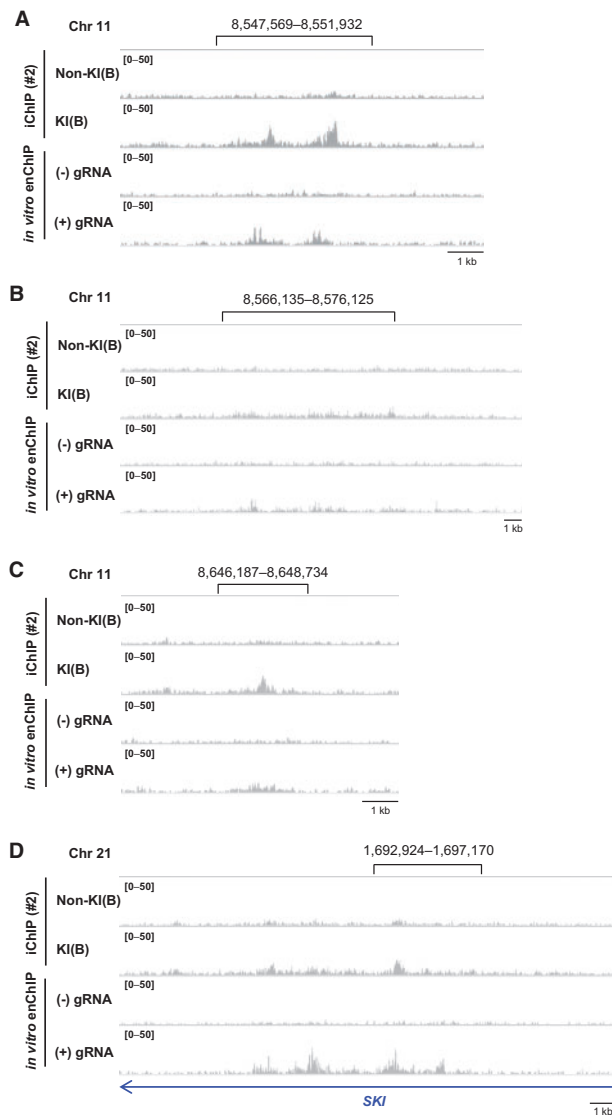 A
Chr 11
8,547,569–8,551,932
iChIP (#2)
[0–50]
Non-KI(B)
[0–50]
KI(B)
in vitro enChIP
[0–50]
(-) gRNA
[0–50]
(+) gRNA
1 kb
B
Chr 11
8,566,135–8,576,125
iChIP (#2)
[0–50]
Non-KI(B)
[0–50]
KI(B)
in vitro enChIP
[0–50]
(-) gRNA
[0–50]
(+) gRNA
1 kb
C
Chr 11
8,646,187–8,648,734
iChIP (#2)
[0–50]
Non-KI(B)
[0–50]
KI(B)
in vitro enChIP
[0–50]
(-) gRNA
[0–50]
(+) gRNA
1 kb
D
Chr 21
1,692,924–1,697,170
iChIP (#2)
[0–50]
Non-KI(B)
[0–50]
KI(B)
in vitro enChIP
[0–50]
(-) gRNA
[0–50]
(+) gRNA
SKI
1 kb